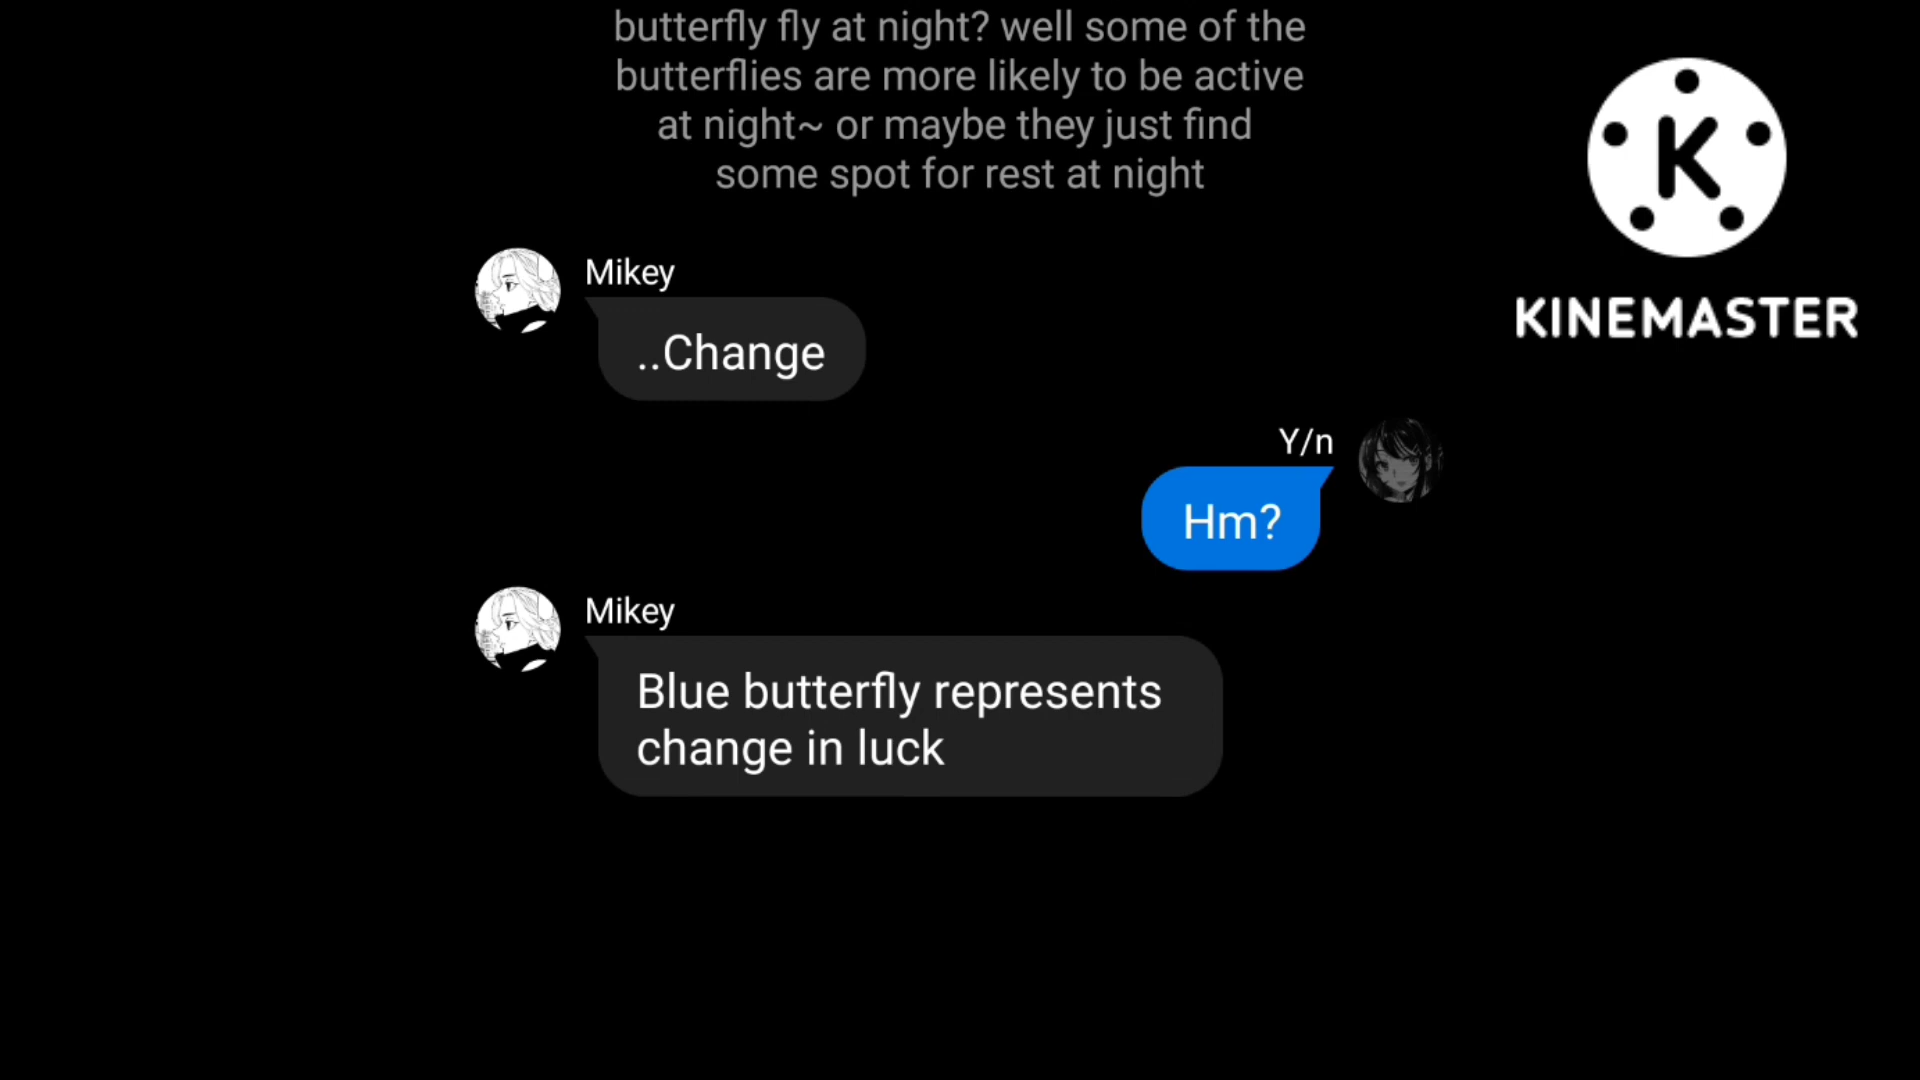 butterfly fly at night? well some of the
butterflies are more likely to be active
at night~ or maybe they just find
some spot for rest at night
Mikey
..Change
Y/n
Hm?
Mikey
Blue butterfly represents
change in luck
K
KINEMASTER